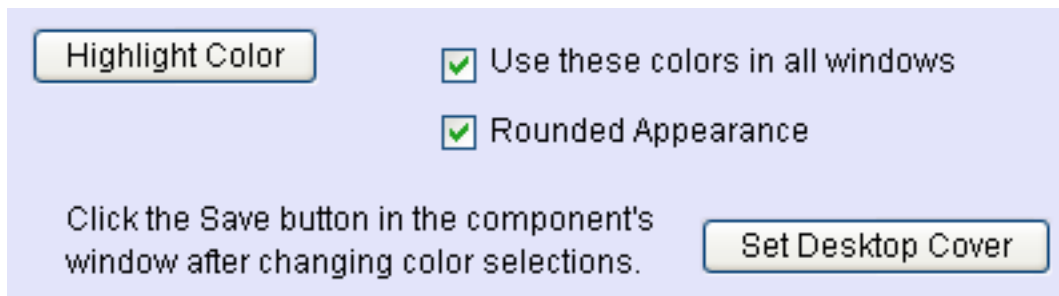 Highlight Color
Use these colors in all windows
Rounded Appearance
Click the Save button in the component's
window after changing color selections.
Set Desktop Cover